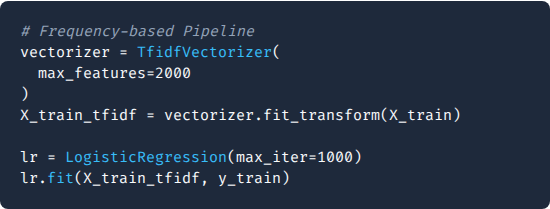 # Frequency-based Pipeline
vectorizer = TfidfVectorizer(
  max_features=2000
)
X_train_tfidf = vectorizer.fit_transform(X_train)

lr = LogisticRegression(max_iter=1000)
lr.fit(X_train_tfidf, y_train)